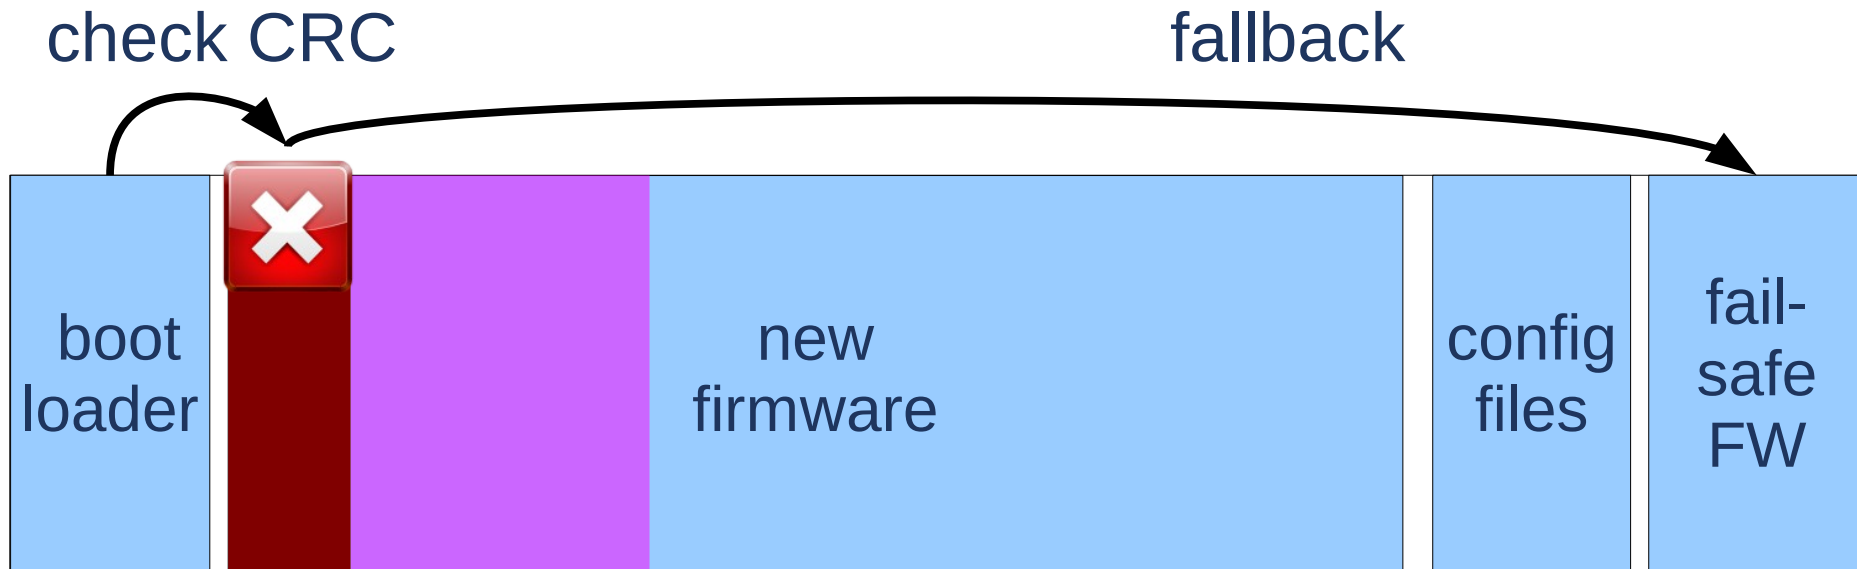 check CRC
fallback
boot
loader
new
firmware
config
files
fail-
safe
FW